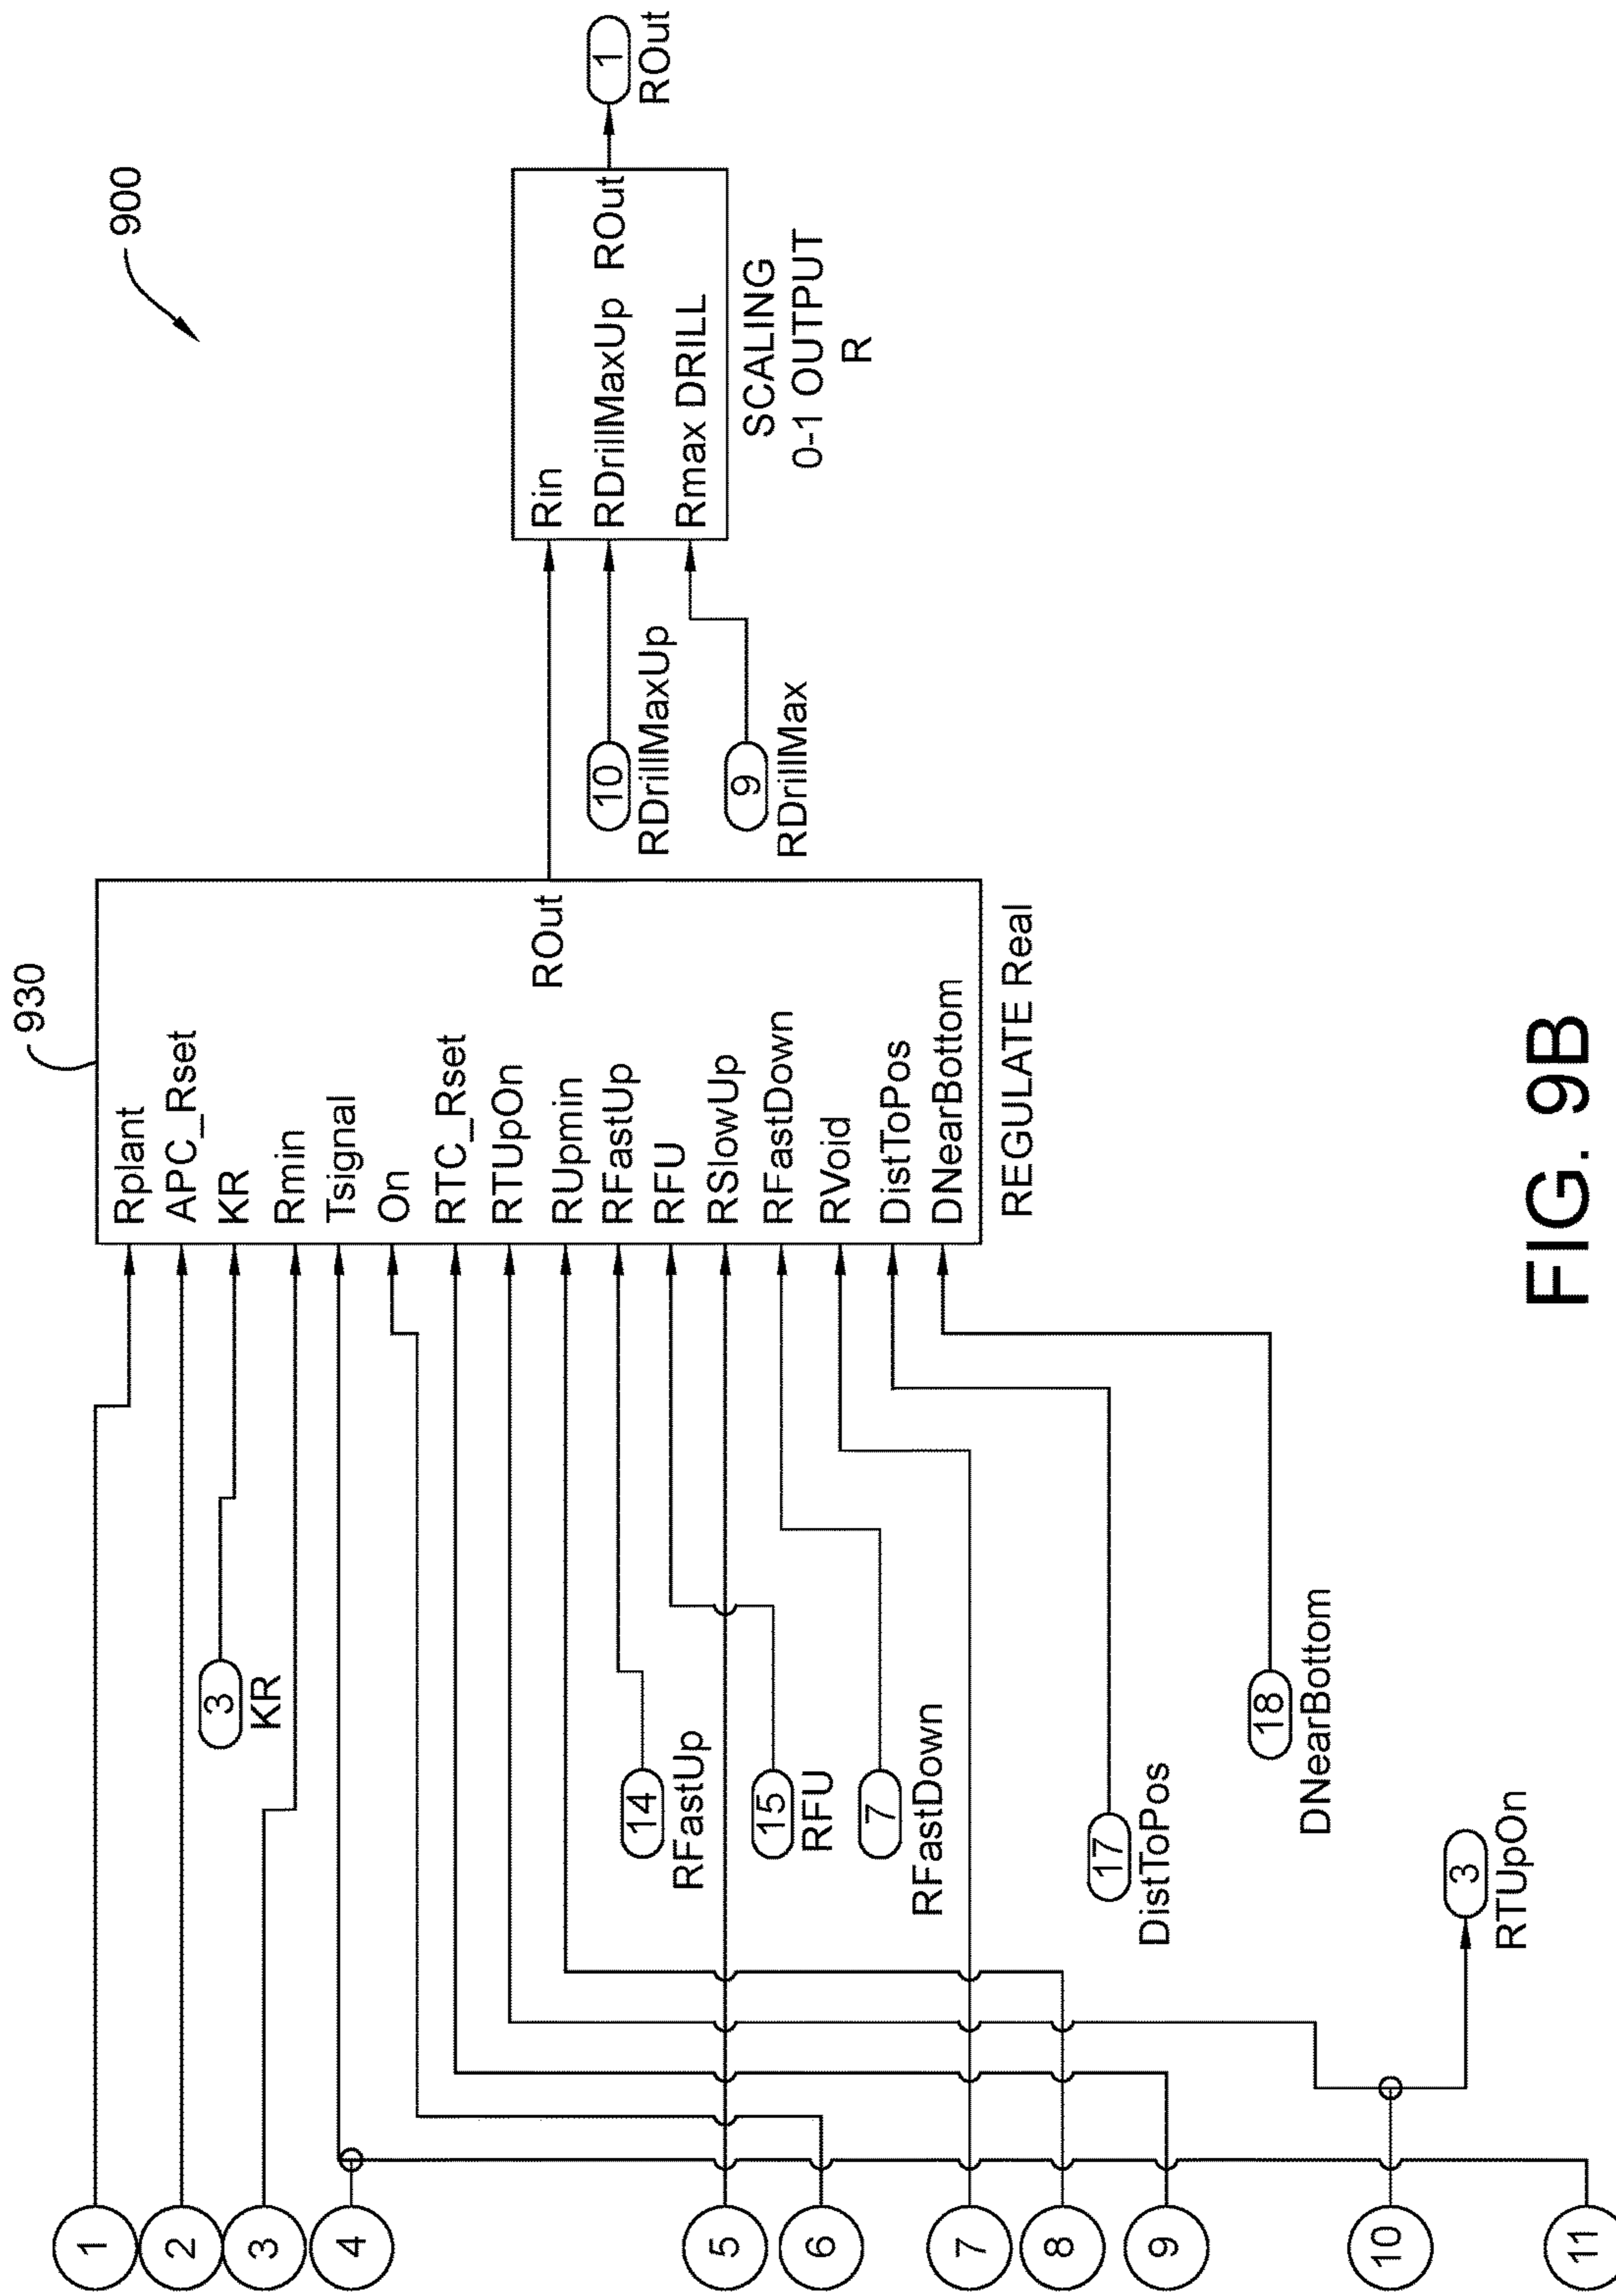 900
930
1
2
3
4
5
6
7
8
9
10
11
3
KR
14
RFastUp
15
RFU
7
RFastDown
17
DistToPos
18
DNearBottom
3
RTUpOn
Rplant
APC_Rset
KR
Rmin
Tsignal
On
RTC_Rset
RTUpOn
RUpmin
RFastUp
RFU
RSlowUp
RFastDown
RVoid
DistToPos
DNearBottom
ROut
REGULATE Real
10
RDrillMaxUp
9
RDrillMax
Rin
RDrillMaxUp ROut
Rmax DRILL
SCALING
0-1 OUTPUT
R
1
ROut
FIG. 9B